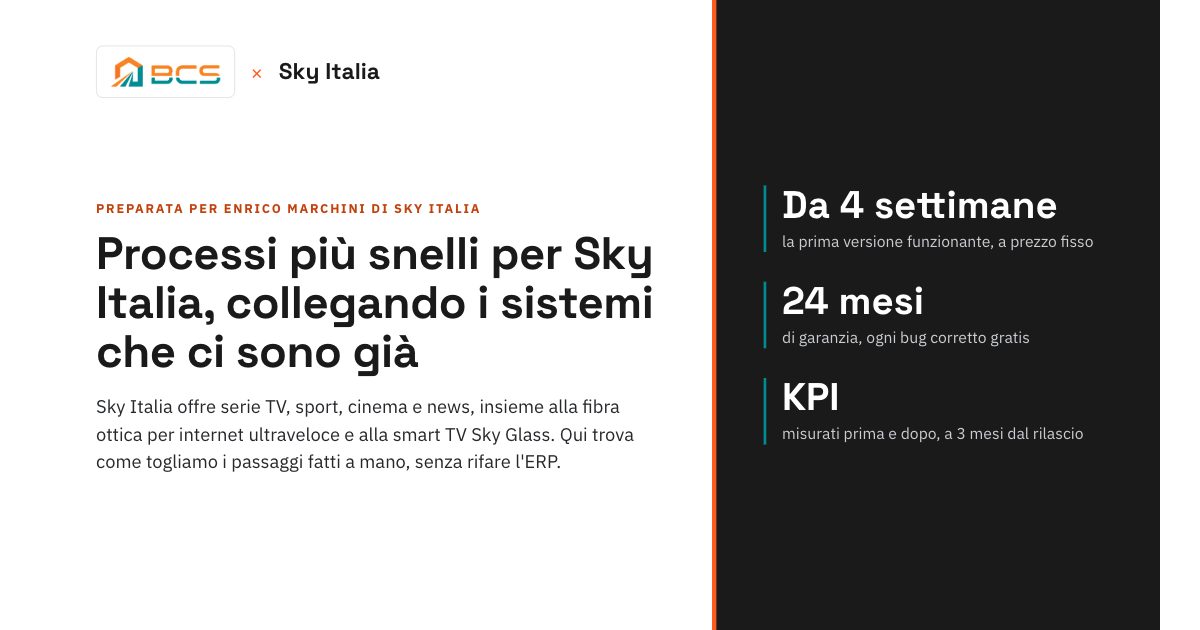 BCS × Sky Italia
PREPARATA PER ENRICO MARCHINI DI SKY ITALIA
Processi più snelli per Sky
Italia, collegando i sistemi
che ci sono già
Sky Italia offre serie TV, sport, cinema e news, insieme alla fibra
ottica per internet ultraveloce e alla smart TV Sky Glass. Qui trova
come togliamo i passaggi fatti a mano, senza rifare l'ERP.
Da 4 settimane
la prima versione funzionante, a prezzo fisso
24 mesi
di garanzia, ogni bug corretto gratis
KPI
misurati prima e dopo, a 3 mesi dal rilascio